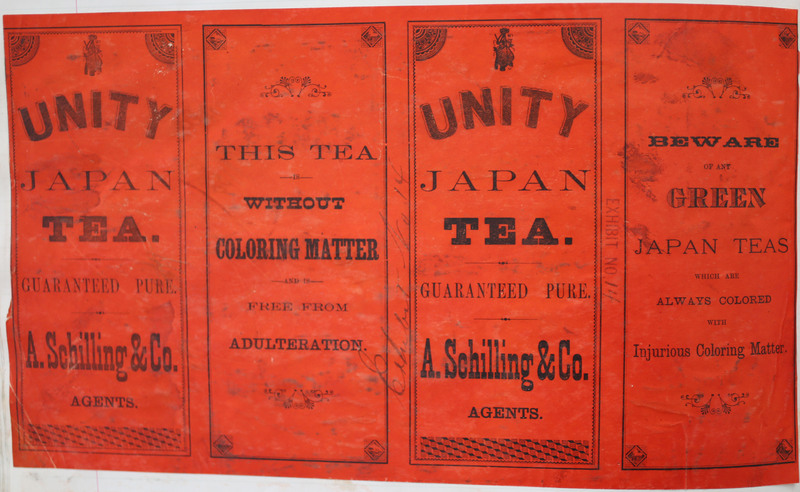 UNITY
JAPAN
TEA.
GUARANTEED PURE.
A. Schilling & Co.
AGENTS.
THIS TEA
IS
WITHOUT
COLORING MATTER
AND IS
FREE FROM
ADULTERATION.
Exhibit No 14
UNITY
JAPAN
TEA.
GUARANTEED PURE.
A. Schilling & Co.
AGENTS.
EXHIBIT NO
BEWARE
OF ANY
GREEN
JAPAN TEAS
WHICH ARE
ALWAYS COLORED
WITH
Injurious Coloring Matter.